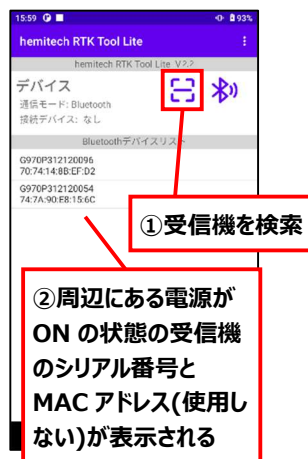 15:59 93%
hemitech RTK Tool Lite
hemitech RTK Tool Lite V2.2
デバイス
通信モード: Bluetooth
接続デバイス: なし
Bluetoothデバイスリスト
G970P312120096
70:74:14:8B:EF:D2
G970P312120054
74:7A:90:E8:15:6C
①受信機を検索
②周辺にある電源が
ON の状態の受信機
のシリアル番号と
MAC アドレス(使用し
ない)が表示される